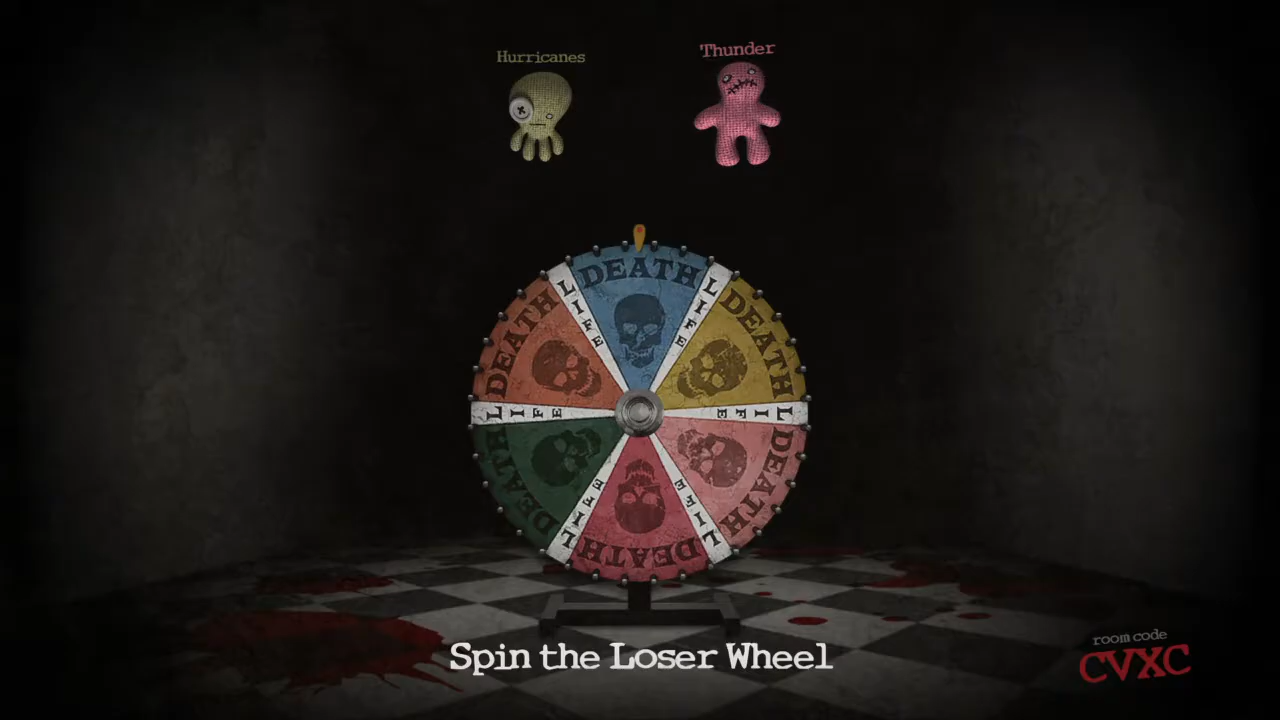 Hurricanes
Thunder
DEATH
LIFE
DEATH
LIFE
DEATH
LIFE
DEATH
LIFE
DEATH
LIFE
DEATH
LIFE
Spin the Loser Wheel
room code
CVXC